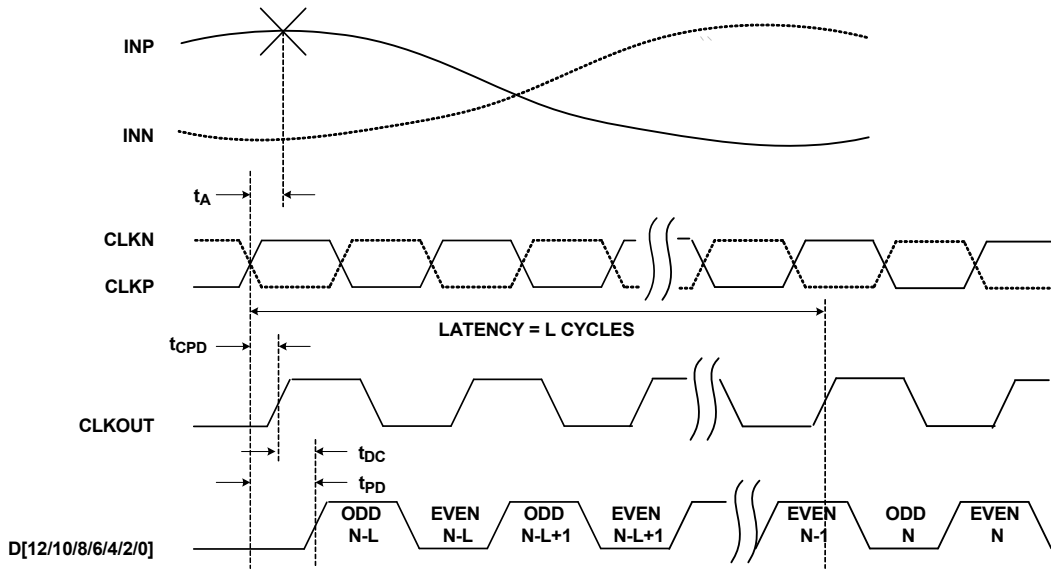 INP
INN
tA
CLKN
CLKP
LATENCY = L CYCLES
tCPD
CLKOUT
tDC
tPD
ODD N-L
EVEN N-L
ODD N-L+1
EVEN N-L+1
EVEN N-1
ODD N
EVEN N
D[12/10/8/6/4/2/0]